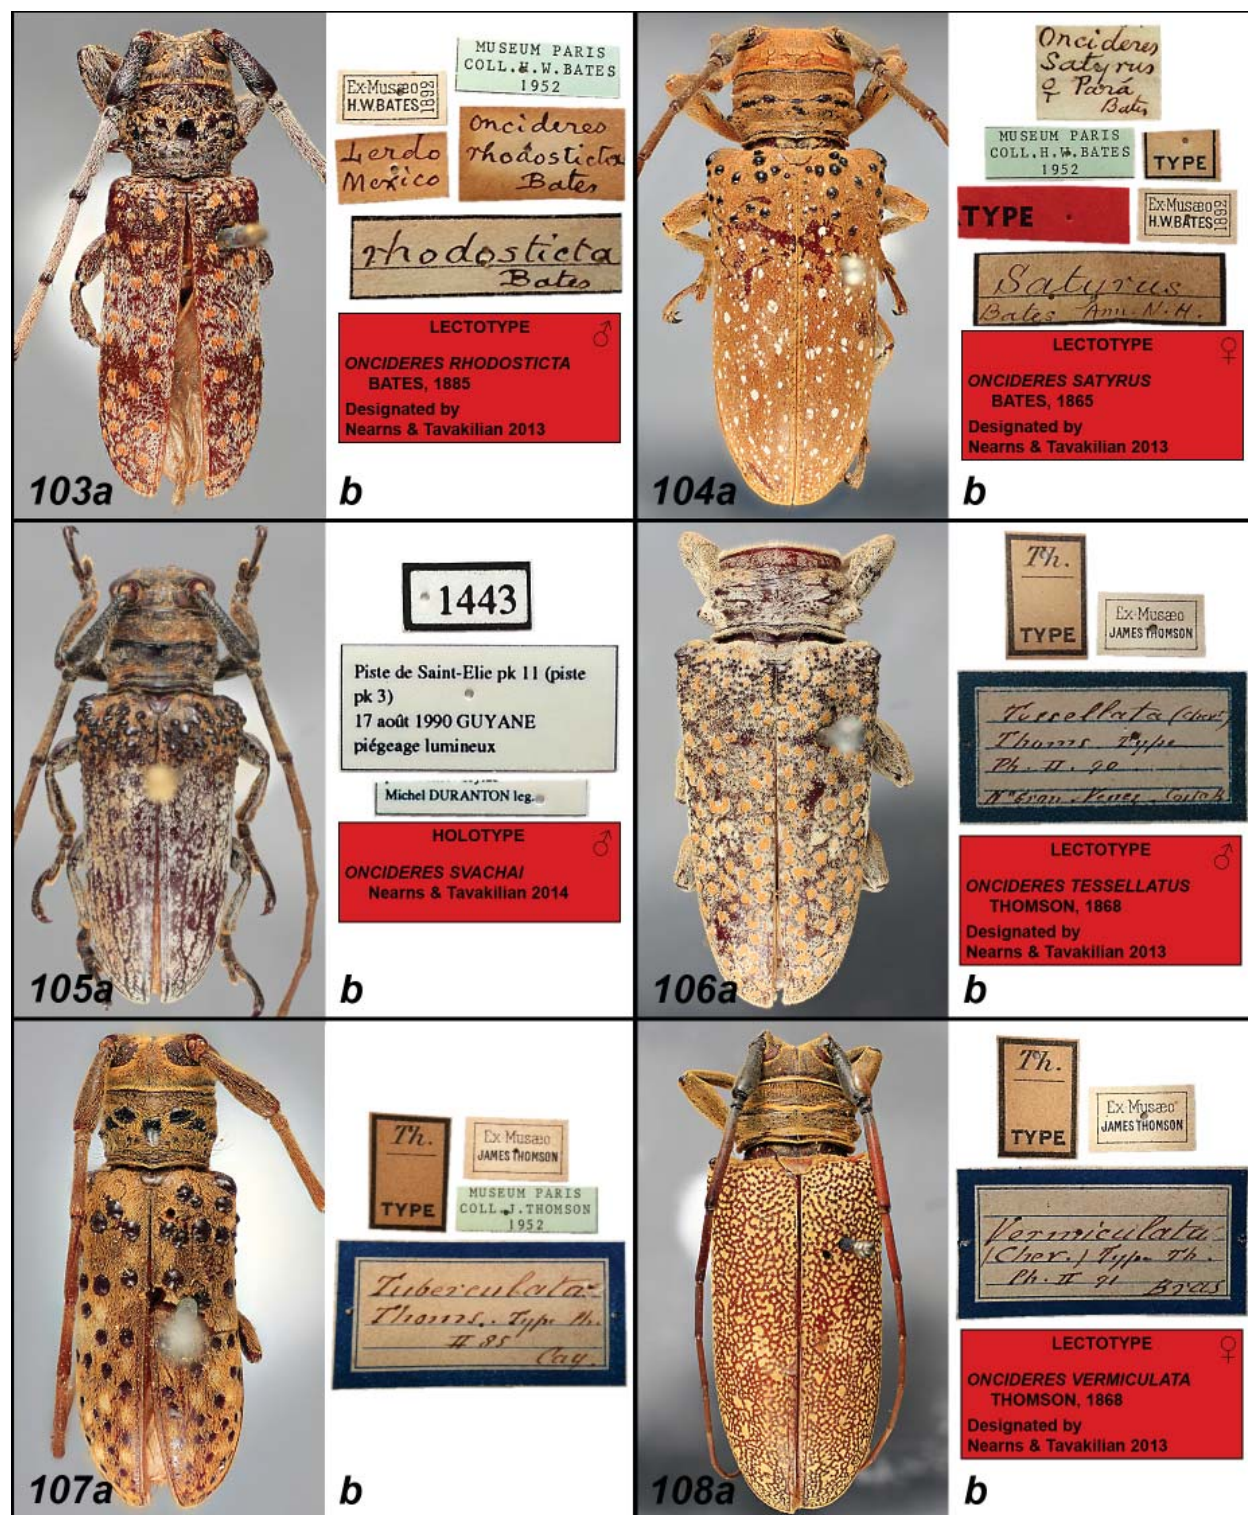 Ex-Musæo
H.W.BATES
1892
MUSEUM PARIS
COLL.H.W.BATES
1952
Lerdo
Mexico
Oncideres
rhodosticta
Bates
rhodosticta
Bates
LECTOTYPE ♂
ONCIDERES RHODOSTICTA
BATES, 1885
Designated by
Nearns & Tavakilian 2013
103a
b
Oncideres
Satyrus
♀ Pará
Bates
MUSEUM PARIS
COLL.H.W.BATES
1952
TYPE
TYPE
Ex-Musæo
H.W.BATES
1892
Satyrus
Bates Ann. N. H.
LECTOTYPE ♀
ONCIDERES SATYRUS
BATES, 1865
Designated by
Nearns & Tavakilian 2013
104a
b
1443
Piste de Saint-Elie pk 11 (piste
pk 3)
17 août 1990 GUYANE
piégeage lumineux
Michel DURANTON leg.
HOLOTYPE ♂
ONCIDERES SVACHAI
Nearns & Tavakilian 2014
105a
b
Th.
TYPE
Ex-Musæo
JAMES THOMSON
Tessellata (Chev.)
Thoms. Type
Ph. II. 90
LECTOTYPE ♂
ONCIDERES TESSELLATUS
THOMSON, 1868
Designated by
Nearns & Tavakilian 2013
106a
b
Th.
TYPE
Ex-Musæo
JAMES THOMSON
MUSEUM PARIS
COLL.J.THOMSON
1952
Tuberculata
Thoms. Type Ph.
II 85
Cay.
107a
b
Th.
TYPE
Ex-Musæo
JAMES THOMSON
Vermiculata
(Chev.) Type Th.
Ph. II 91 Bras
LECTOTYPE ♀
ONCIDERES VERMICULATA
THOMSON, 1868
Designated by
Nearns & Tavakilian 2013
108a
b